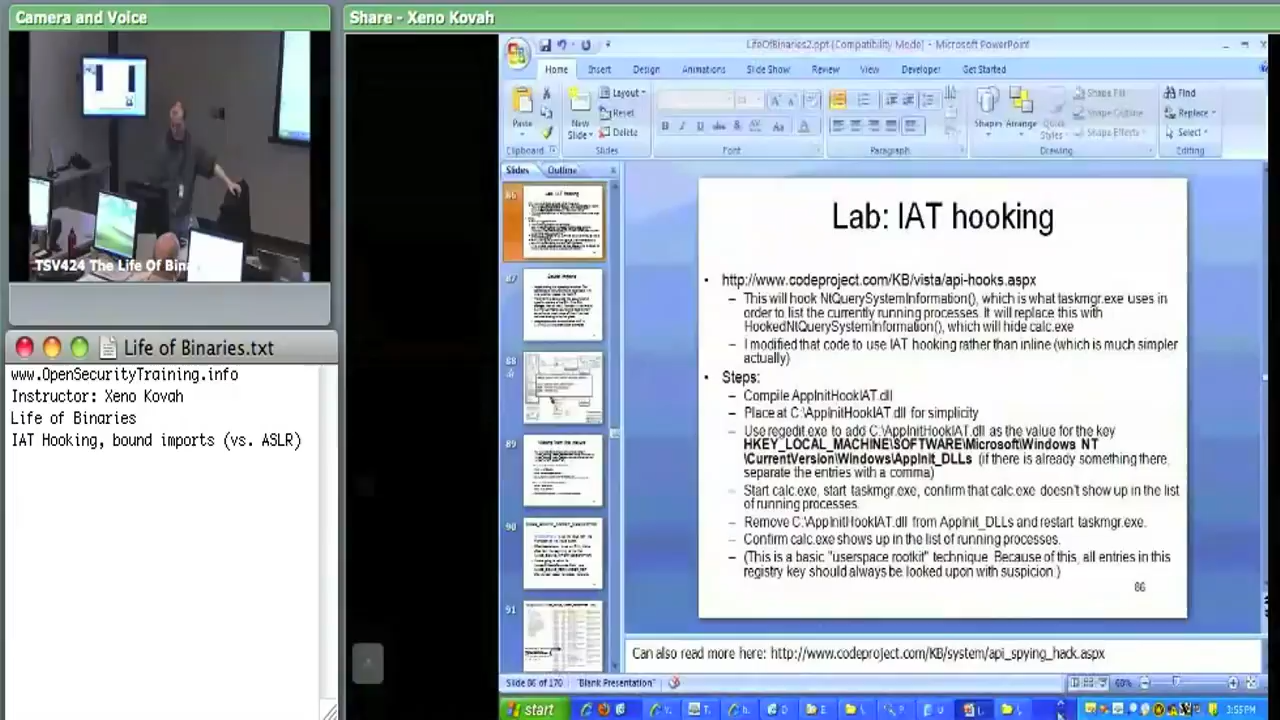 Camera and Voice
TSV424 The Life Of Bina
Life of Binaries.txt
www.OpenSecurityTraining.info
Instructor: Xeno Kovah
Life of Binaries
IAT Hooking, bound imports (vs. ASLR)
Share - Xeno Kovah
LifeOfBinaries2.ppt [Compatibility Mode] - Microsoft PowerPoint
Home Insert Design Animations Slide Show Review View Developer Get Started
Paste
Clipboard
New Slide
Layout
Reset
Delete
Slides
Font
Paragraph
Shapes
Arrange
Quick Styles
Shape Fill
Shape Outline
Shape Effects
Drawing
Find
Replace
Select
Editing
Slides Outline
87
88
89
90
91
Lab: IAT hooking
• http://www.codeproject.com/KB/vista/api-hooks.aspx
– This will hook NtQuerySystemInformation(), which is what taskmgr.exe uses in
order to list the currently running processes. It will replace this with
HookedNtQuerySystemInformation(), which will hide calc.exe
– I modified that code to use IAT hooking rather than inline (which is much simpler
actually)
• Steps:
– Compile AppInitHookIAT.dll
– Place at C:\AppInitHookIAT.dll for simplicity
– Use regedit.exe to add C:\AppInitHookIAT.dll as the value for the key
HKEY_LOCAL_MACHINE\SOFTWARE\Microsoft\Windows NT
\CurrentVersion\Windows\AppInit_DLLs (if there is already something there,
separate the entries with a comma)
– Start calc.exe, start taskmgr.exe, confirm that calc.exe doesn't show up in the list
of running processes.
– Remove C:\AppInitHookIAT.dll from AppInit_DLLs and restart taskmgr.exe.
– Confirm calc.exe shows up in the list of running processes.
– (This is a basic "userspace rootkit" technique. Because of this, all entries in this
registry key should always be looked upon with suspicion.)
86
Can also read more here: http://www.codeproject.com/KB/system/api_spying_hack.aspx
Slide 86 of 170 "Blank Presentation" 68%
start
3:55 PM